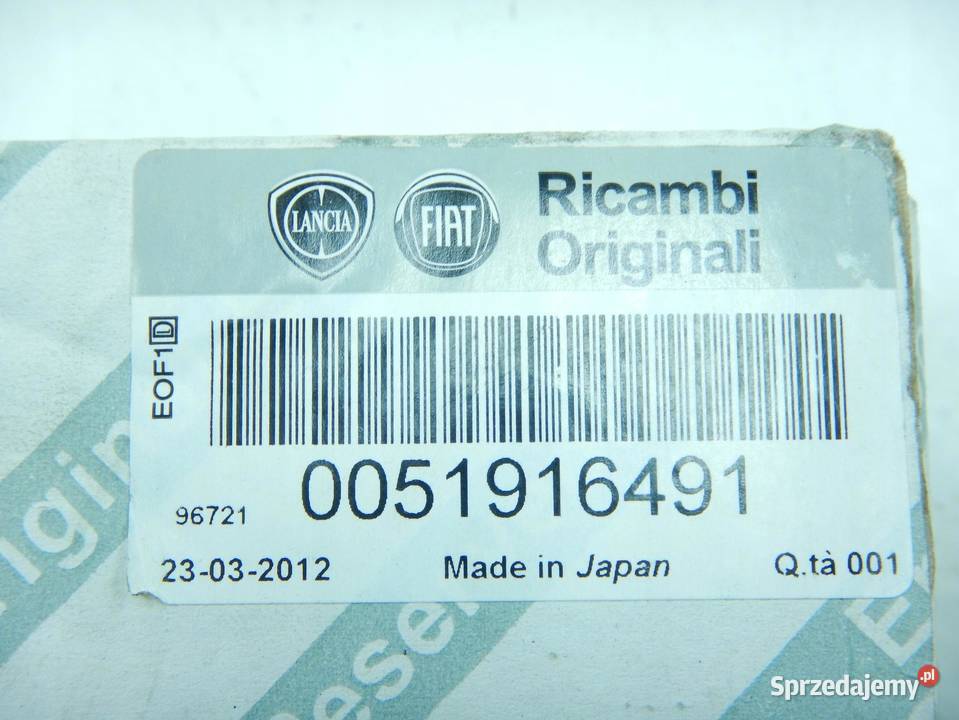 LANCIA
FIAT
Ricambi
Originali
EOF1D
0051916491
96721
23-03-2012 Made in Japan Q.tà 001
Sprzedajemy.pl